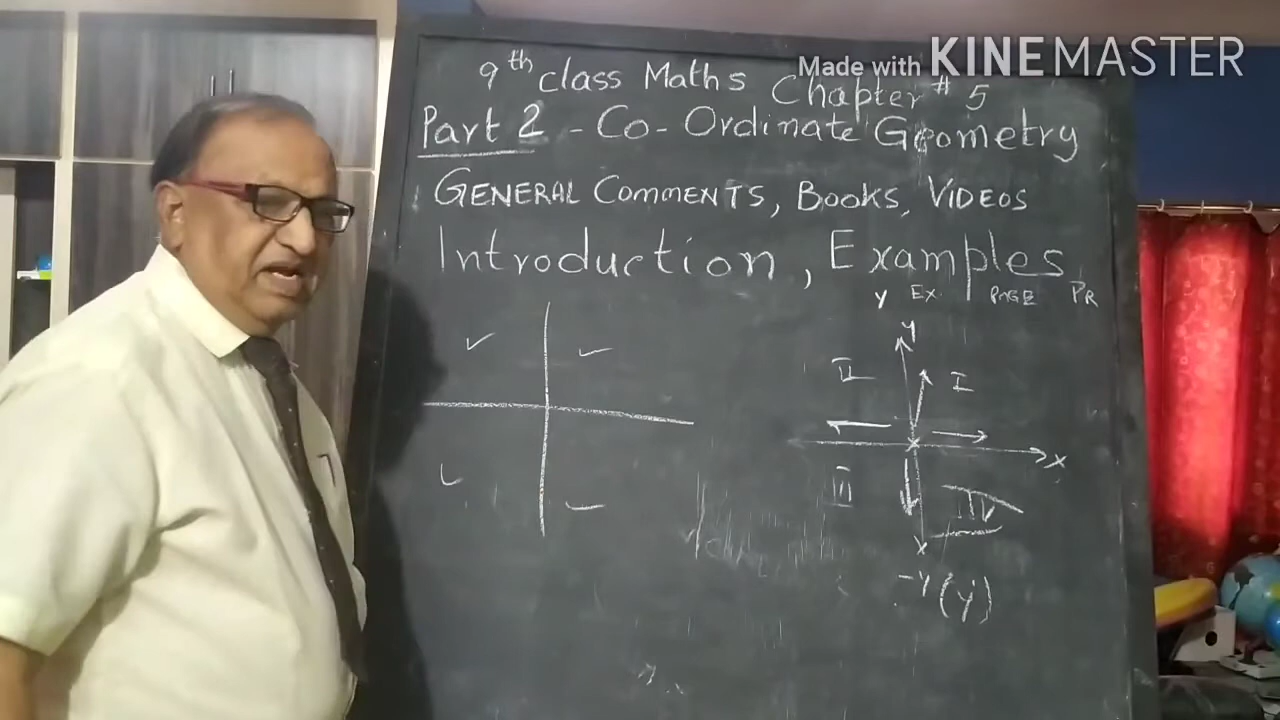 Made with KINEMASTER
9th class Maths Chapter # 5
Part 2 - Co-Ordinate Geometry
GENERAL COMMENTS, BOOKS, VIDEOS
Introduction, Examples
Y EX PAGE PR
y
II I
x
III IV
-y (y')